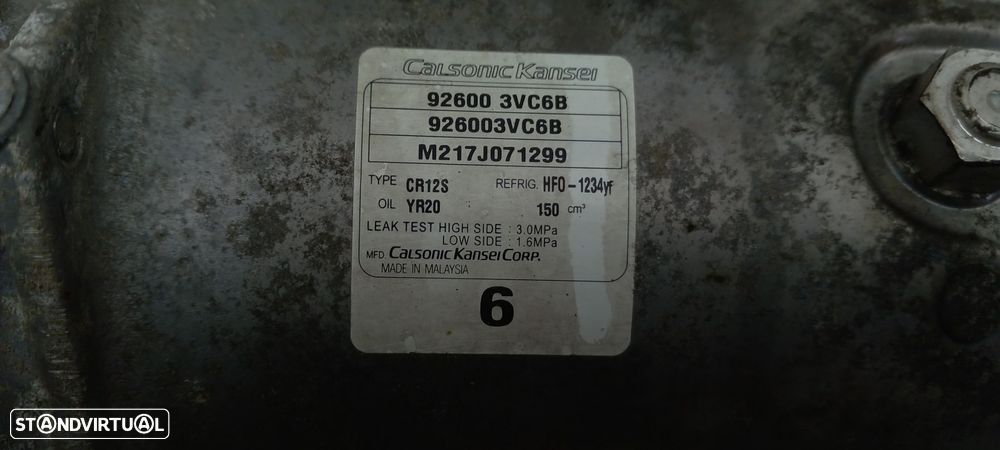 Calsonic Kansei
92600 3VC6B
926003VC6B
M217J071299
TYPE CR12S REFRIG. HFO-1234yf
OIL YR20 150 cm³
LEAK TEST HIGH SIDE : 3.0MPa
LOW SIDE : 1.6MPa
MFD. Calsonic Kansei Corp.
MADE IN MALAYSIA
6
STANDVIRTUAL